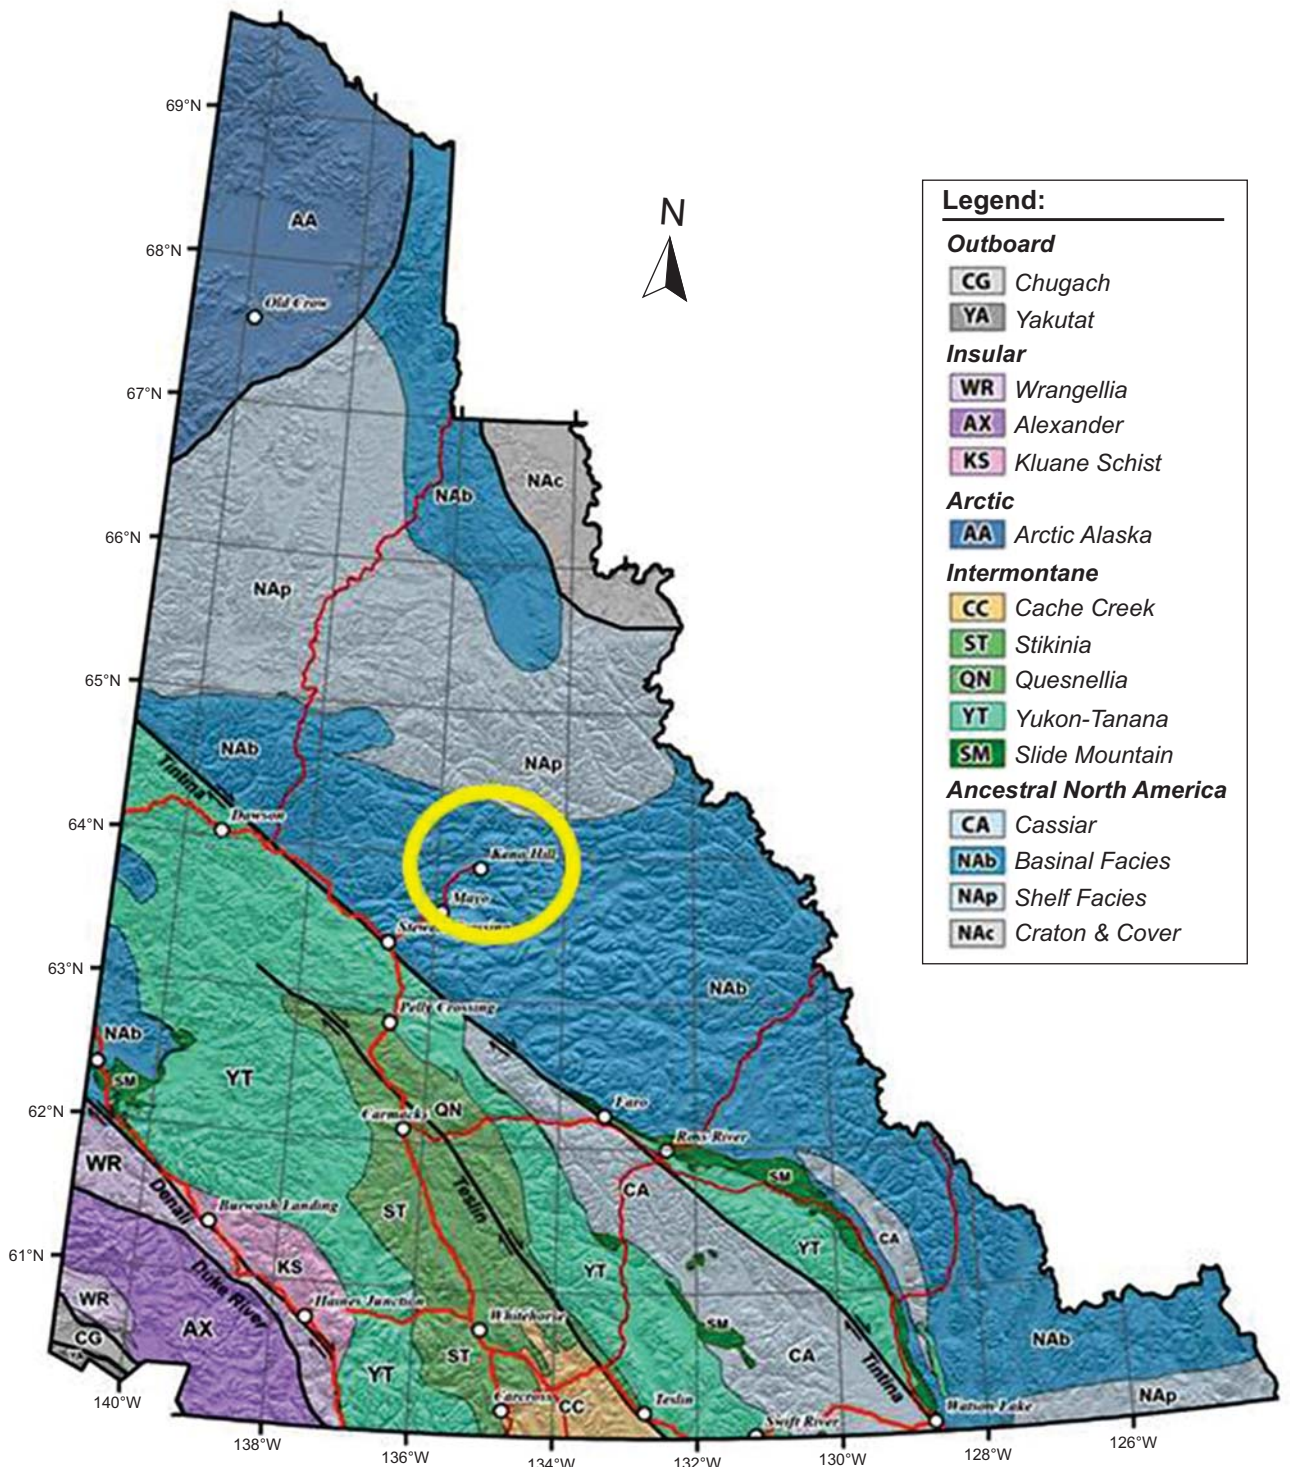 69°N
N
Legend:
Outboard
CG Chugach
YA Yakutat
Insular
WR Wrangellia
AX Alexander
KS Kluane Schist
Arctic
AA Arctic Alaska
Intermontane
CC Cache Creek
ST Stikinia
QN Quesnellia
YT Yukon-Tanana
SM Slide Mountain
Ancestral North America
CA Cassiar
NAb Basinal Facies
NAp Shelf Facies
NAc Craton & Cover
AA
68°N
Old Crow
67°N
NAc
NAb
66°N
NAp
65°N
NAb
NAp
Tintina
Dawson
64°N
Keno Hill
Mayo
63°N
NAb
Pelly Crossing
NAb
YT
SM
62°N
Carmacks
QN
Faro
Ross River
WR
SM
CA
Denali
Burwash Landing
ST
Teslin
CA
YT
61°N
KS
YT
Duke River
WR
Haines Junction
Whitehorse
SM
AX
CG
YA
ST
CA
NAb
YT
Tintina
Carcross
CC
Teslin
Swift River
Watson Lake
NAp
140°W
138°W
136°W
134°W
132°W
130°W
128°W
126°W